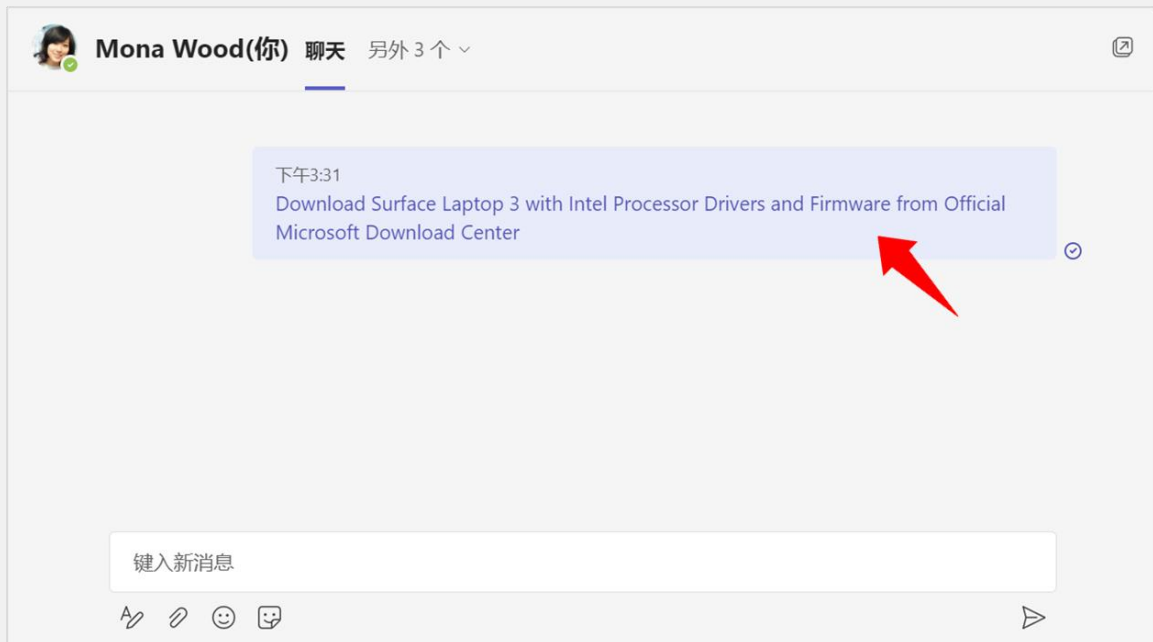 Mona Wood(你) 聊天 另外 3 个
下午3:31
Download Surface Laptop 3 with Intel Processor Drivers and Firmware from Official
Microsoft Download Center
键入新消息